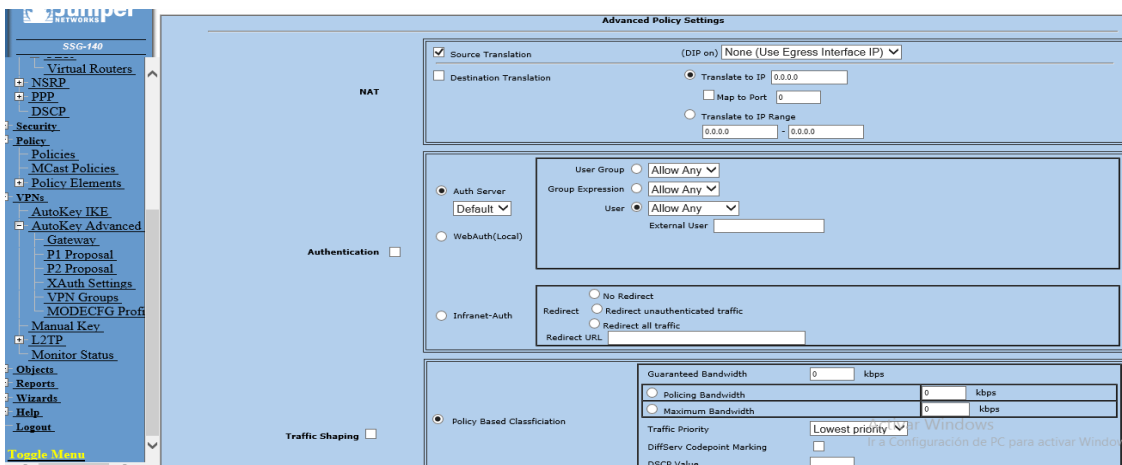 Juniper
NETWORKS
SSG-140
Virtual Routers
NSRP
PPP
DSCP
Security
Policy
Policies
MCast Policies
Policy Elements
VPNs
AutoKey IKE
AutoKey Advanced
Gateway
P1 Proposal
P2 Proposal
XAuth Settings
VPN Groups
MODECFG Profi
Manual Key
L2TP
Monitor Status
Objects
Reports
Wizards
Help
Logout
Toggle Menu
Advanced Policy Settings
NAT
Source Translation (DIP on) None (Use Egress Interface IP)
Destination Translation Translate to IP 0.0.0.0
Map to Port 0
Translate to IP Range
0.0.0.0 - 0.0.0.0
Authentication
Auth Server
Default
WebAuth(Local)
User Group Allow Any
Group Expression Allow Any
User Allow Any
External User
Infranet-Auth
No Redirect
Redirect Redirect unauthenticated traffic
Redirect all traffic
Redirect URL
Traffic Shaping
Policy Based Classfictiation
Guaranteed Bandwidth 0 kbps
Policing Bandwidth 0 kbps
Maximum Bandwidth 0 kbps
Traffic Priority Lowest priority
DiffServ Codepoint Marking
DSCP Value
Activar Windows
Ir a Configuración de PC para activar Window